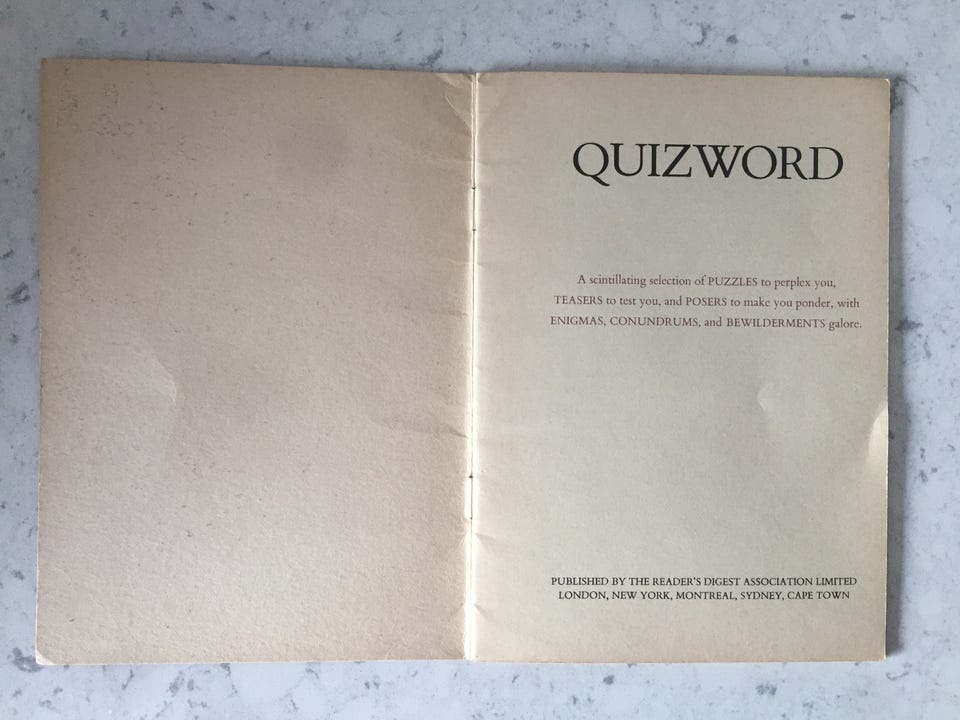 QUIZWORD
A scintillating selection of PUZZLES to perplex you,
TEASERS to test you, and POSERS to make you ponder, with
ENIGMAS, CONUNDRUMS, and BEWILDERMENTS galore.
PUBLISHED BY THE READER'S DIGEST ASSOCIATION LIMITED
LONDON, NEW YORK, MONTREAL, SYDNEY, CAPE TOWN